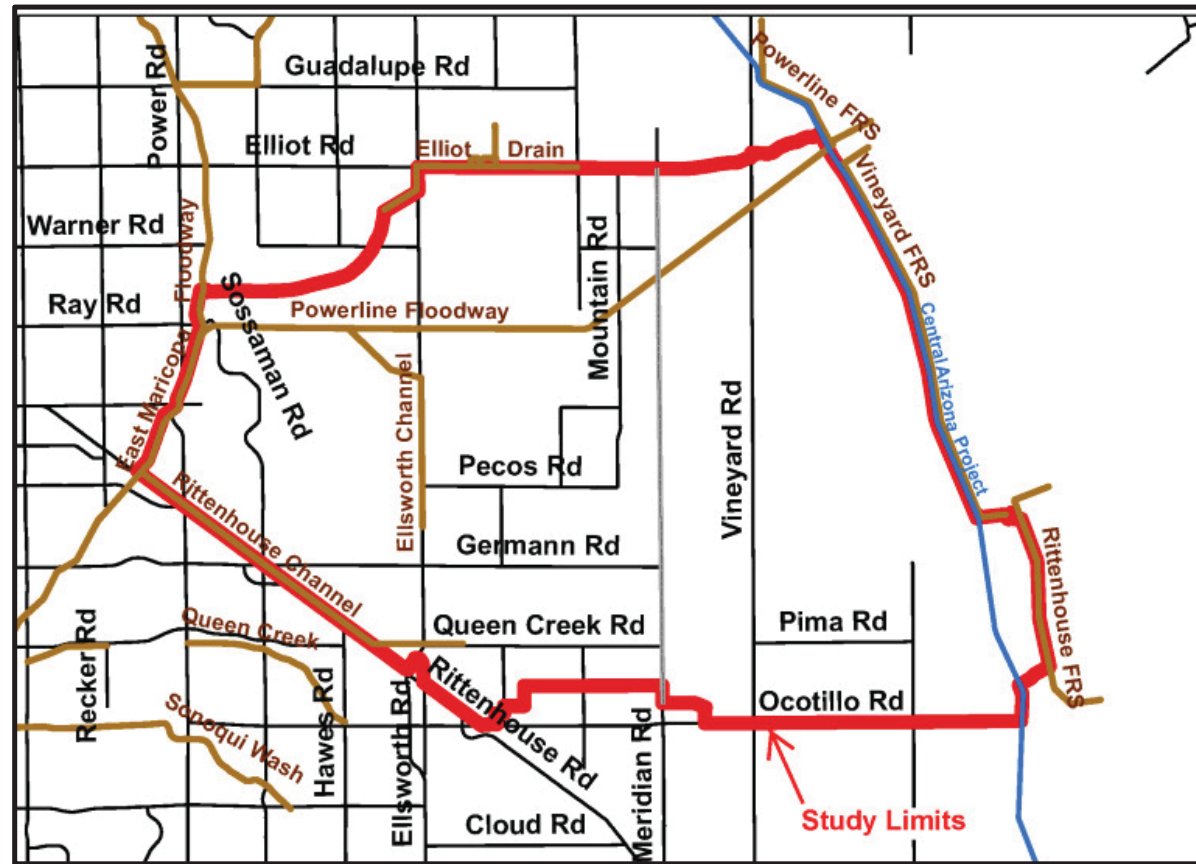 Guadalupe Rd
Power Rd
Powerline FRS
Elliot Rd
Elliot Drain
Vineyard FRS
Warner Rd
Floodway
Mountain Rd
Sossaman Rd
Ray Rd
Powerline Floodway
Central Arizona Project
East Maricopa
Ellsworth Channel
Vineyard Rd
Pecos Rd
Rittenhouse Channel
Germann Rd
Rittenhouse FRS
Queen Creek
Queen Creek Rd
Pima Rd
Recker Rd
Hawes Rd
Rittenhouse Rd
Ocotillo Rd
Sonoqui Wash
Ellsworth Rd
Meridian Rd
Cloud Rd
Study Limits